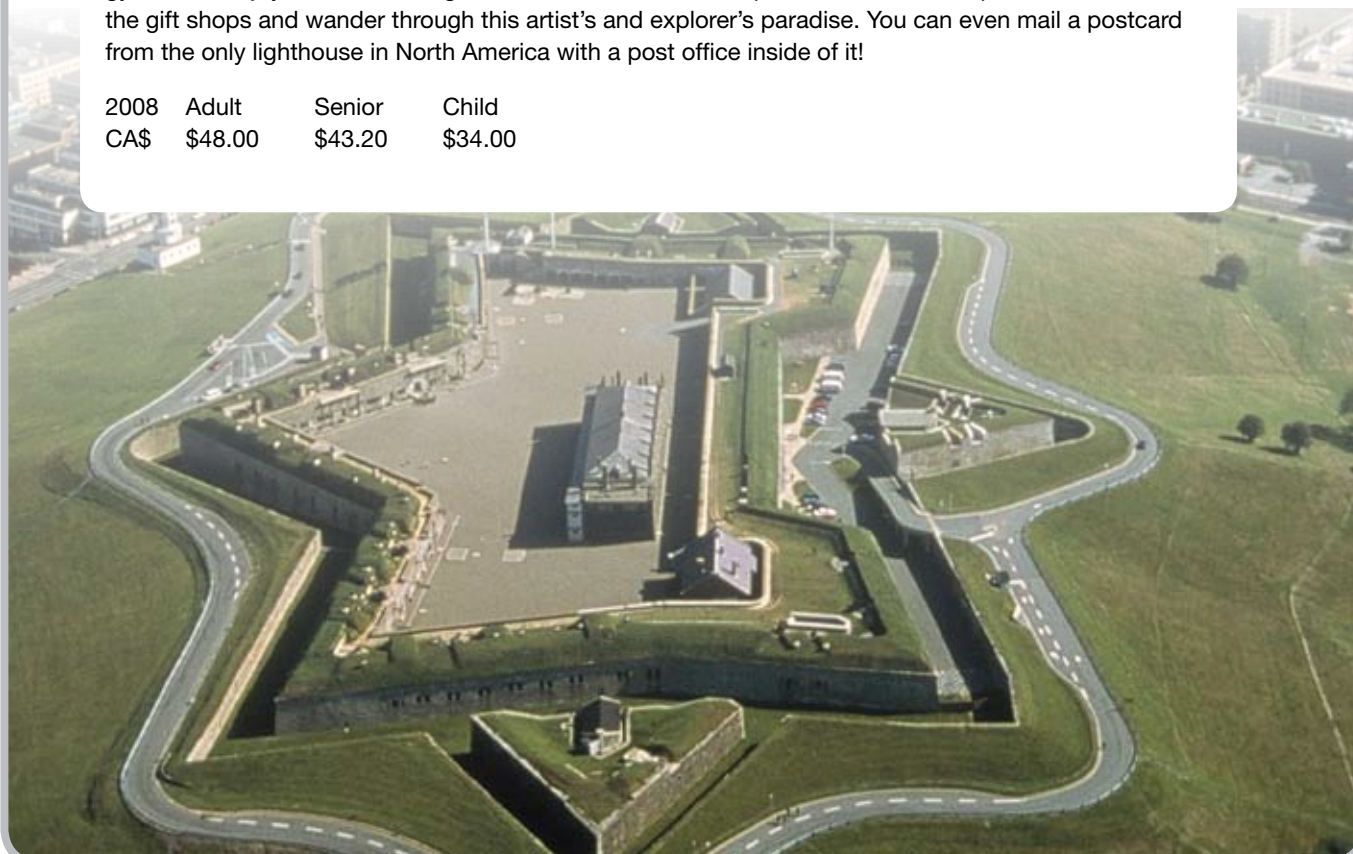 the gift shops and wander through this artist's and explorer's paradise. You can even mail a postcard
from the only lighthouse in North America with a post office inside of it!
2008 Adult Senior Child
CA$ $48.00 $43.20 $34.00